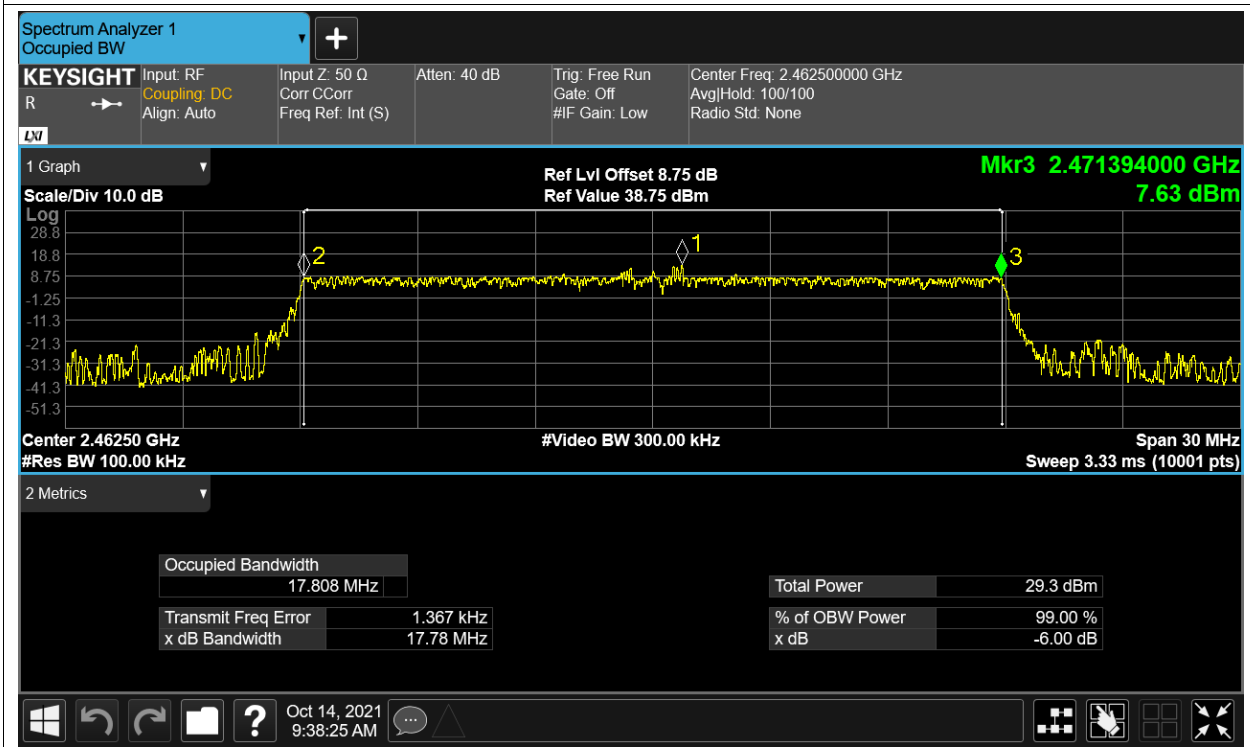 Spectrum Analyzer 1
Occupied BW
KEYSIGHT
R
LXI
Input: RF
Coupling: DC
Align: Auto
Input Z: 50 Ω
Corr CCorr
Freq Ref: Int (S)
Atten: 40 dB
Trig: Free Run
Gate: Off
#IF Gain: Low
Center Freq: 2.462500000 GHz
Avg|Hold: 100/100
Radio Std: None
1 Graph
Scale/Div 10.0 dB
Ref Lvl Offset 8.75 dB
Ref Value 38.75 dBm
Mkr3 2.471394000 GHz
7.63 dBm
Log
28.8
18.8
8.75
-1.25
-11.3
-21.3
-31.3
-41.3
-51.3
2
1
3
Center 2.46250 GHz
#Video BW 300.00 kHz
Span 30 MHz
#Res BW 100.00 kHz
Sweep 3.33 ms (10001 pts)
2 Metrics
Occupied Bandwidth
17.808 MHz
Total Power 29.3 dBm
Transmit Freq Error 1.367 kHz
% of OBW Power 99.00 %
x dB Bandwidth 17.78 MHz
x dB -6.00 dB
?
Oct 14, 2021
9:38:25 AM